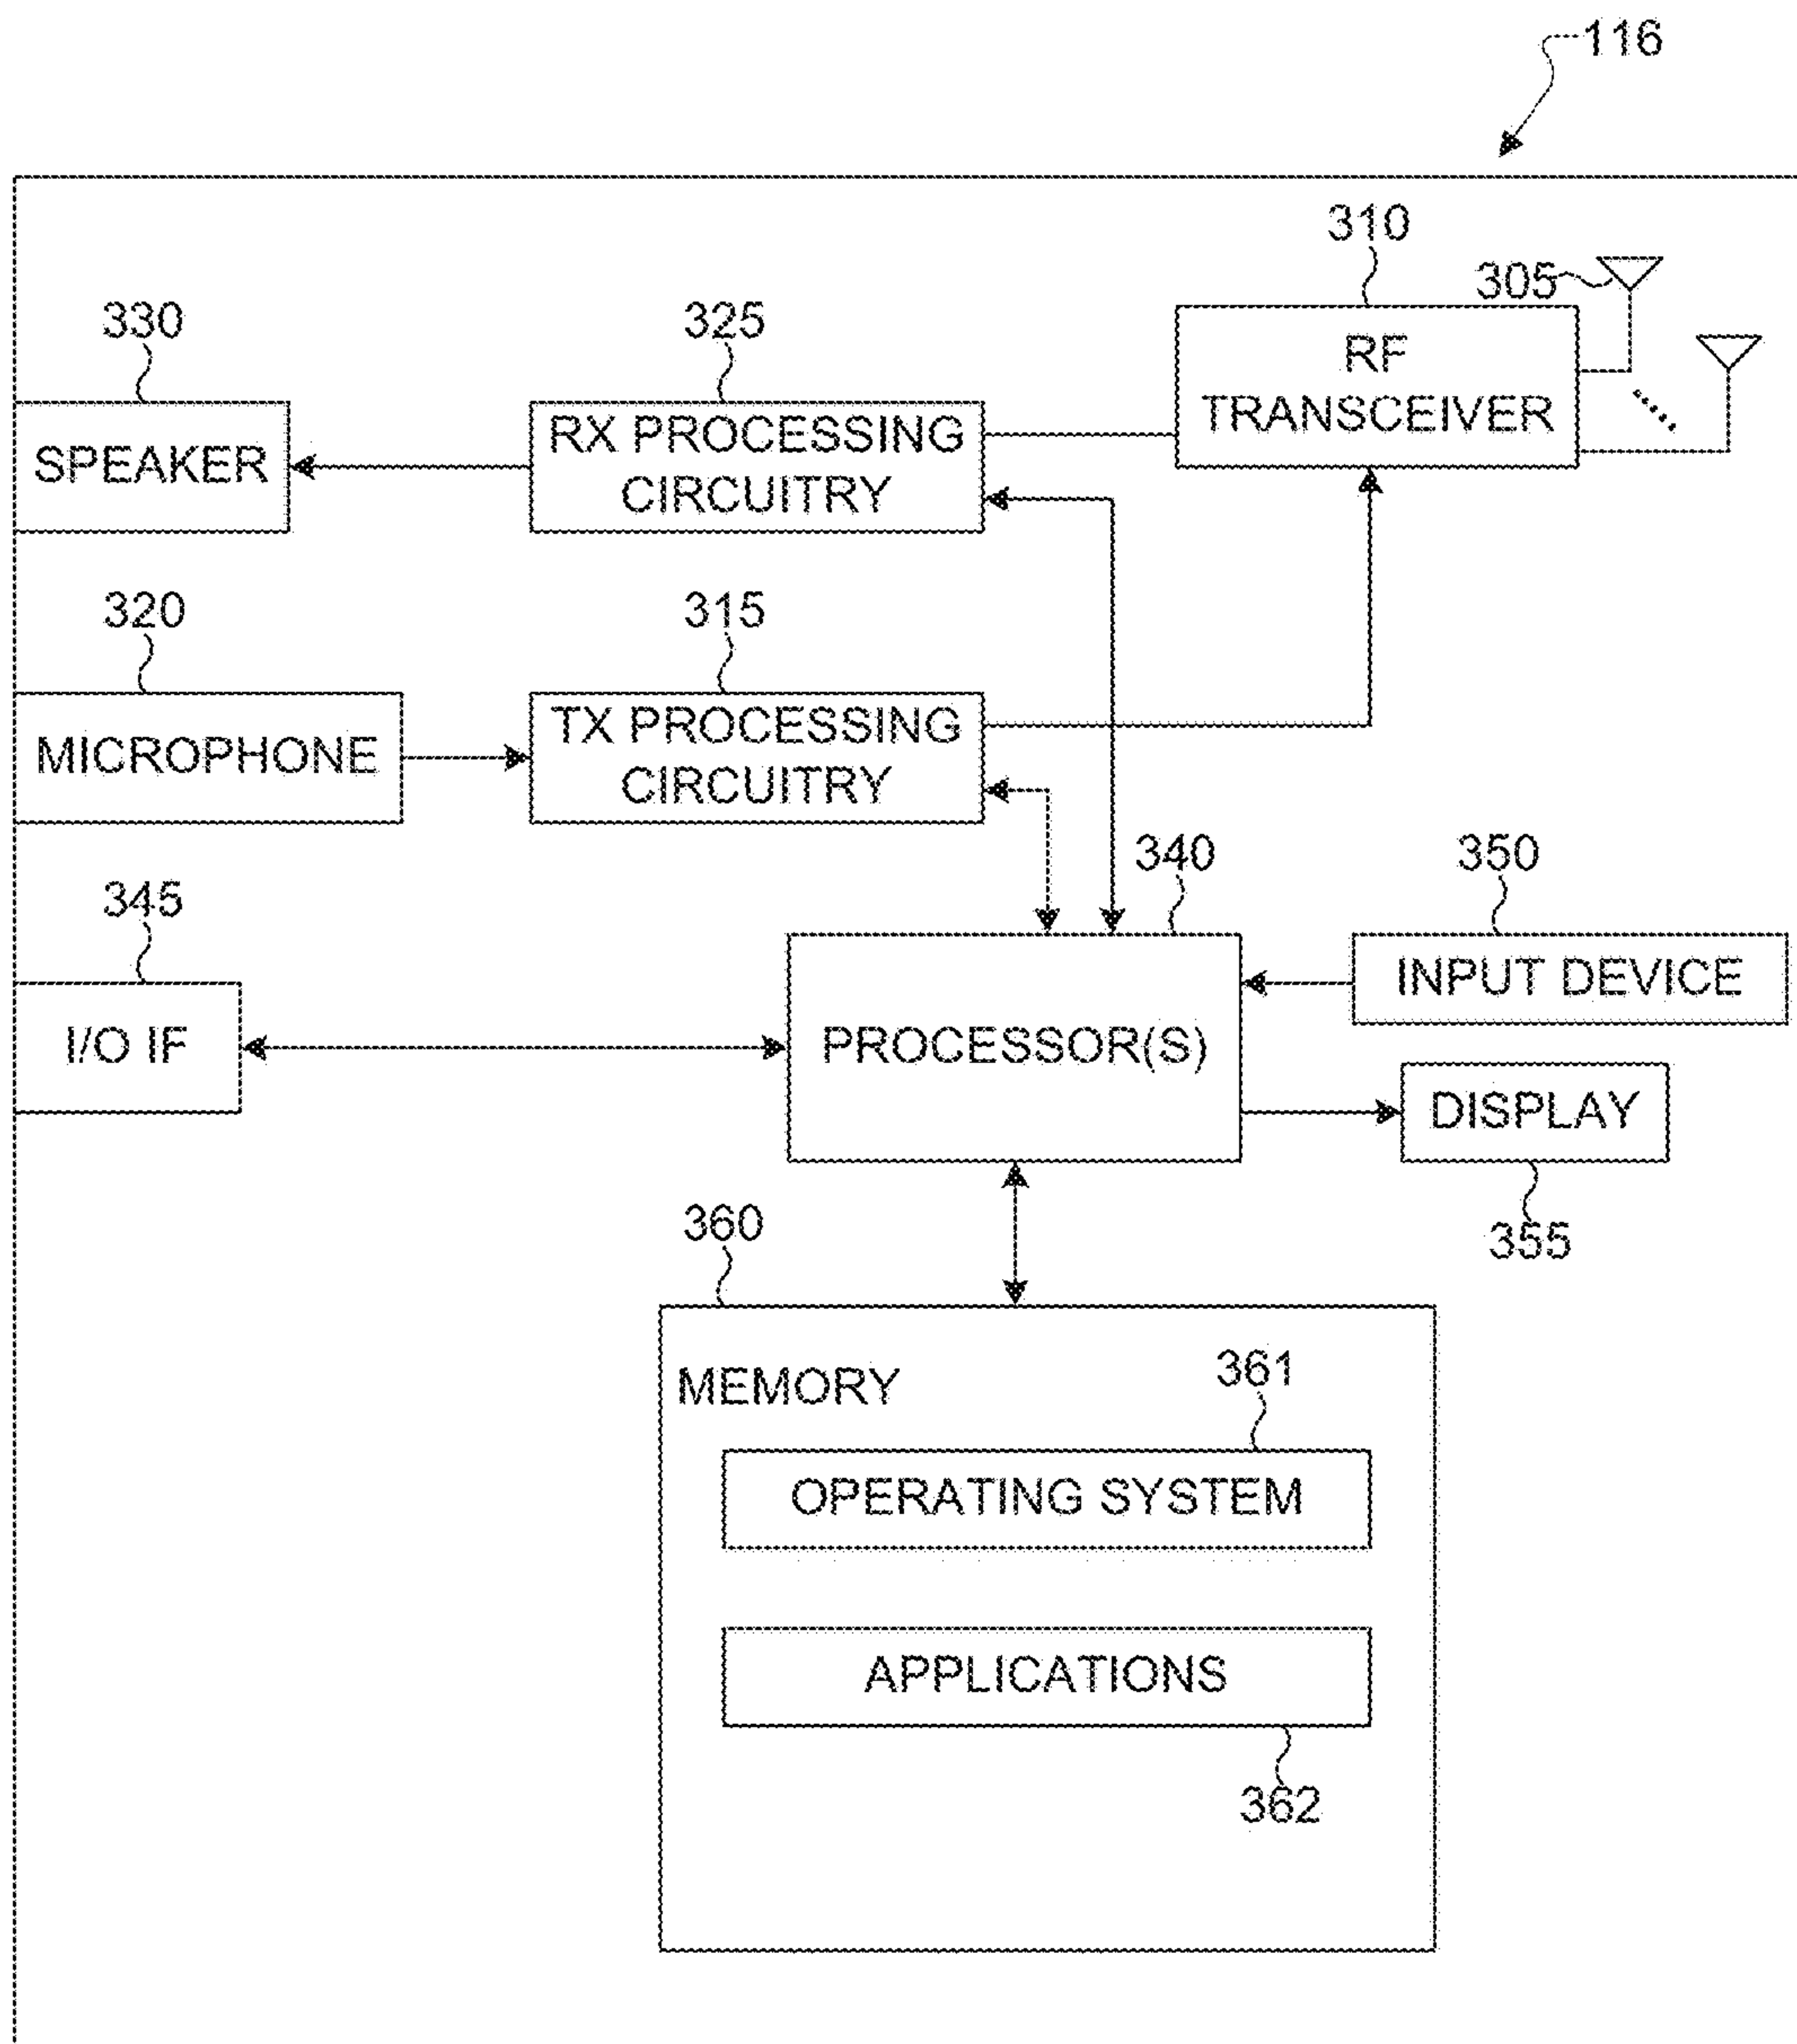 116
310
305
330
325
RF
TRANSCEIVER
SPEAKER
RX PROCESSING
CIRCUITRY
320
315
MICROPHONE
TX PROCESSING
CIRCUITRY
345
340
350
I/O IF
PROCESSOR(S)
INPUT DEVICE
DISPLAY
355
360
MEMORY
361
OPERATING SYSTEM
APPLICATIONS
362